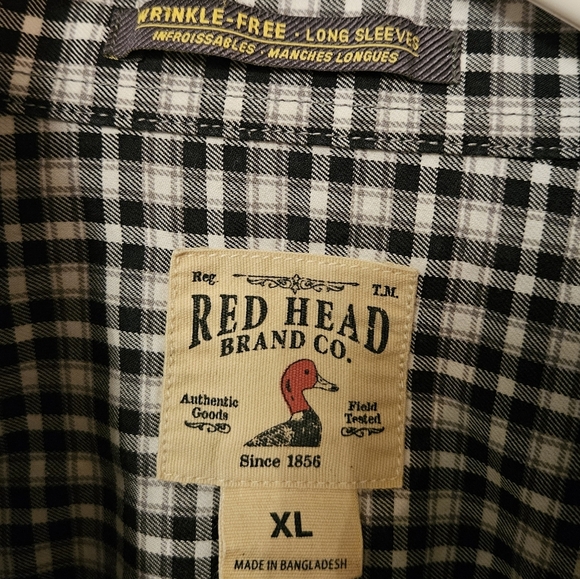 WRINKLE-FREE · LONG SLEEVES
INFROISSABLES · MANCHES LONGUES
Reg. T.M.
RED HEAD
BRAND CO.
Authentic Goods
Field Tested
Since 1856
XL
MADE IN BANGLADESH